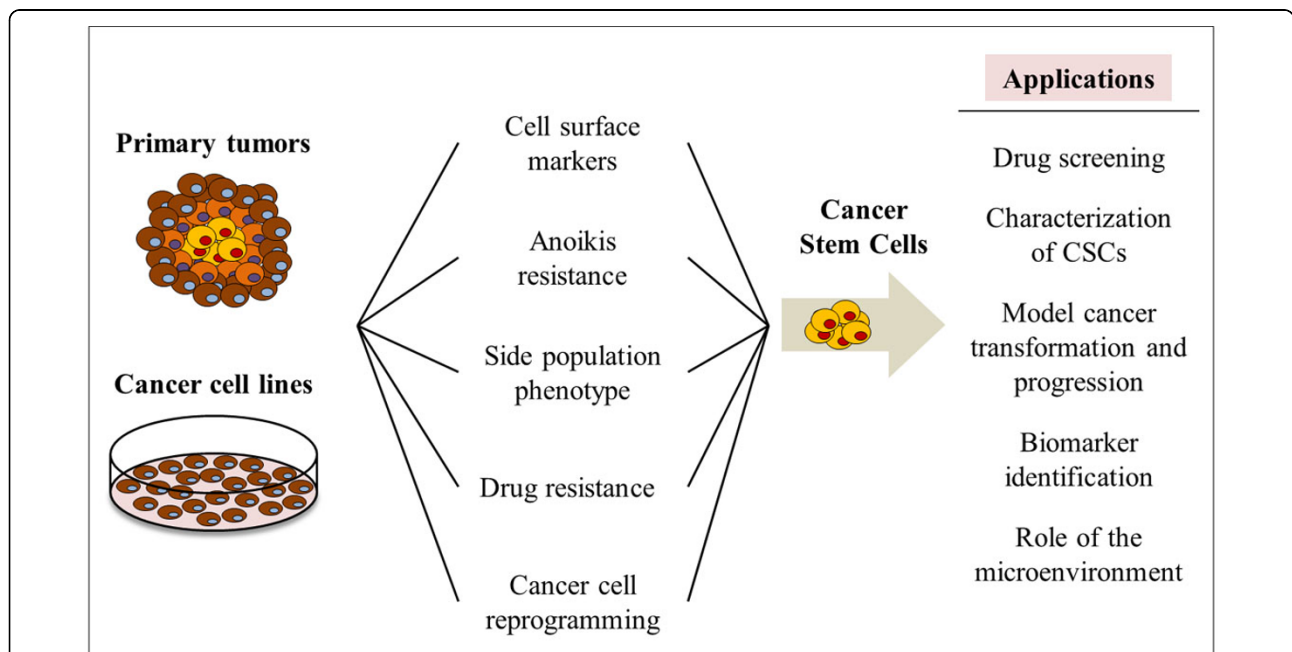 Primary tumors
Cancer cell lines
Cell surface
markers
Anoikis
resistance
Side population
phenotype
Drug resistance
Cancer cell
reprogramming
Cancer
Stem Cells
Applications
Drug screening
Characterization
of CSCs
Model cancer
transformation and
progression
Biomarker
identification
Role of the
microenvironment